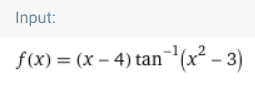 Input:
f(x) = (x − 4) tan⁻¹(x² − 3)